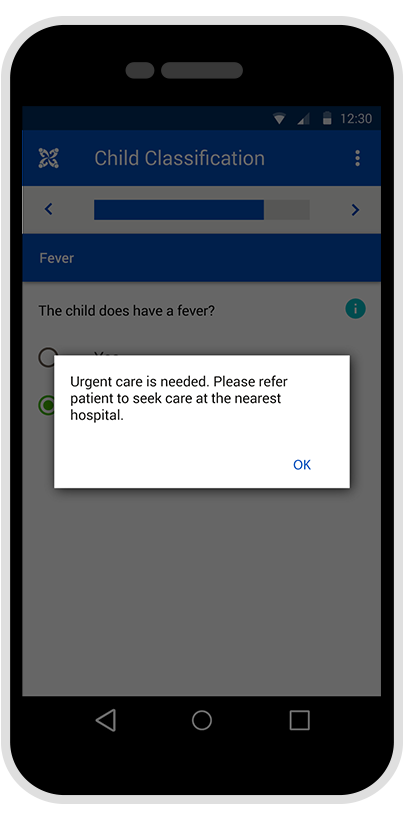 12:30
Child Classification
Fever
The child does have a fever?
Urgent care is needed. Please refer
patient to seek care at the nearest
hospital.
OK